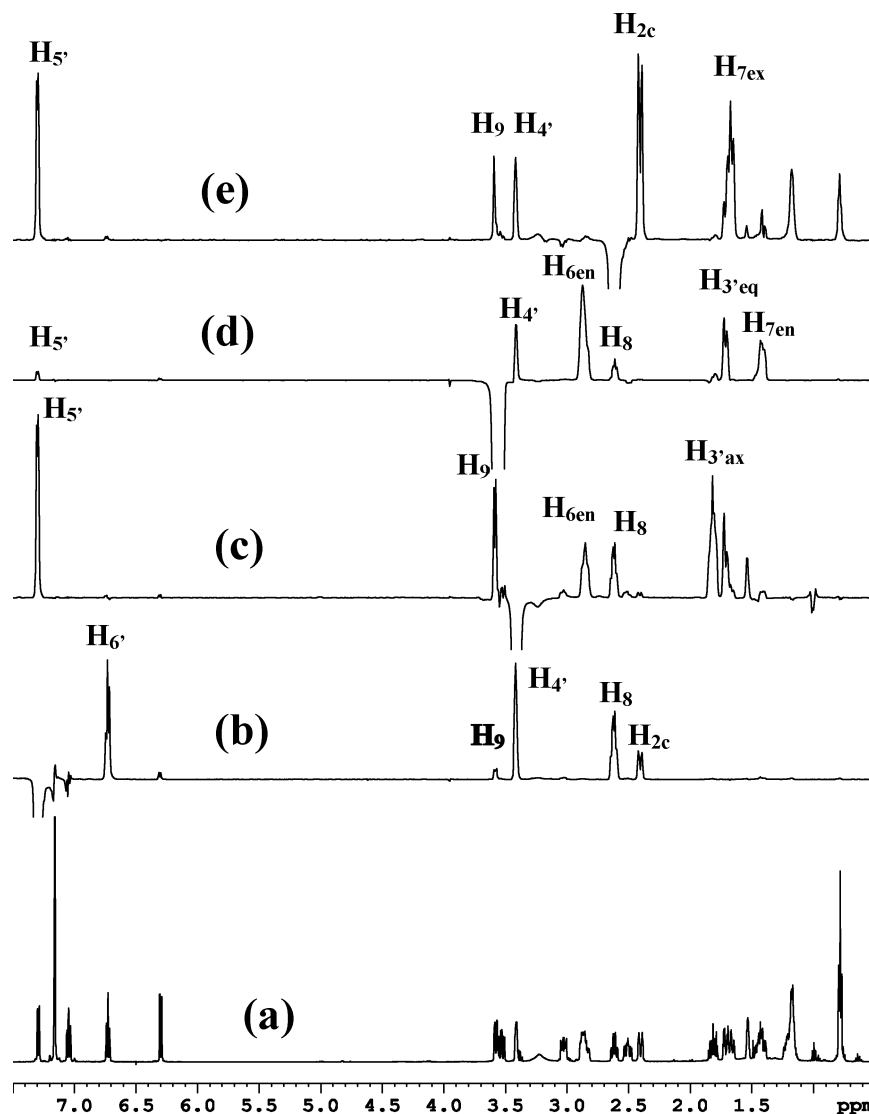 H2c
H5'
H7ex
H9 H4'
(e)
H6en
H3'eq
H4'
H7en
H5'
(d)
H8
H5'
H9
H3'ax
H6en
H8
(c)
H6'
H4'
H8
(b)
H9
H2c
(a)
7.0 6.5 6.0 5.5 5.0 4.5 4.0 3.5 3.0 2.5 2.0 1.5 ppm